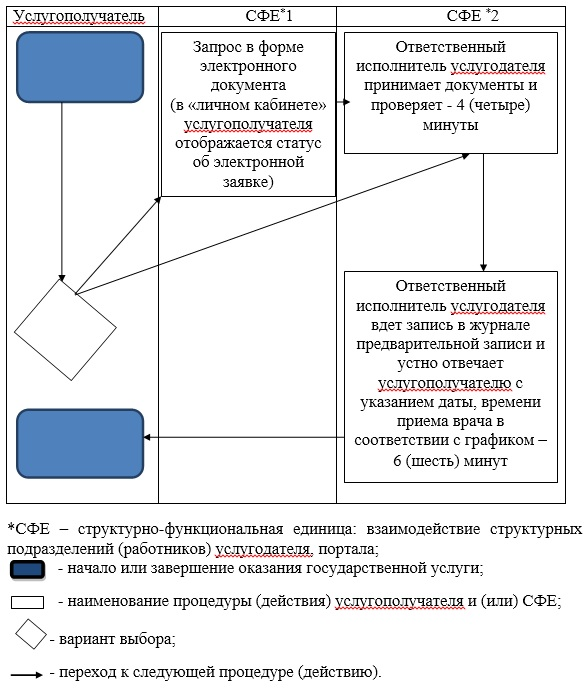 Услугополучатель
СФЕ*1
СФЕ *2
Запрос в форме
электронного
документа
(в «личном кабинете»
услугополучателя
отображается статус
об электронной
заявке)
Ответственный
исполнитель услугодателя
принимает документы и
проверяет - 4 (четыре)
минуты
Ответственный
исполнитель услугодателя
вдет запись в журнале
предварительной записи и
устно отвечает
услугополучателю с
указанием даты, времени
приема врача в
соответствии с графиком –
6 (шесть) минут
*СФЕ – структурно-функциональная единица: взаимодействие структурных
подразделений (работников) услугодателя, портала;
- начало или завершение оказания государственной услуги;
- наименование процедуры (действия) услугополучателя и (или) СФЕ;
- вариант выбора;
- переход к следующей процедуре (действию).